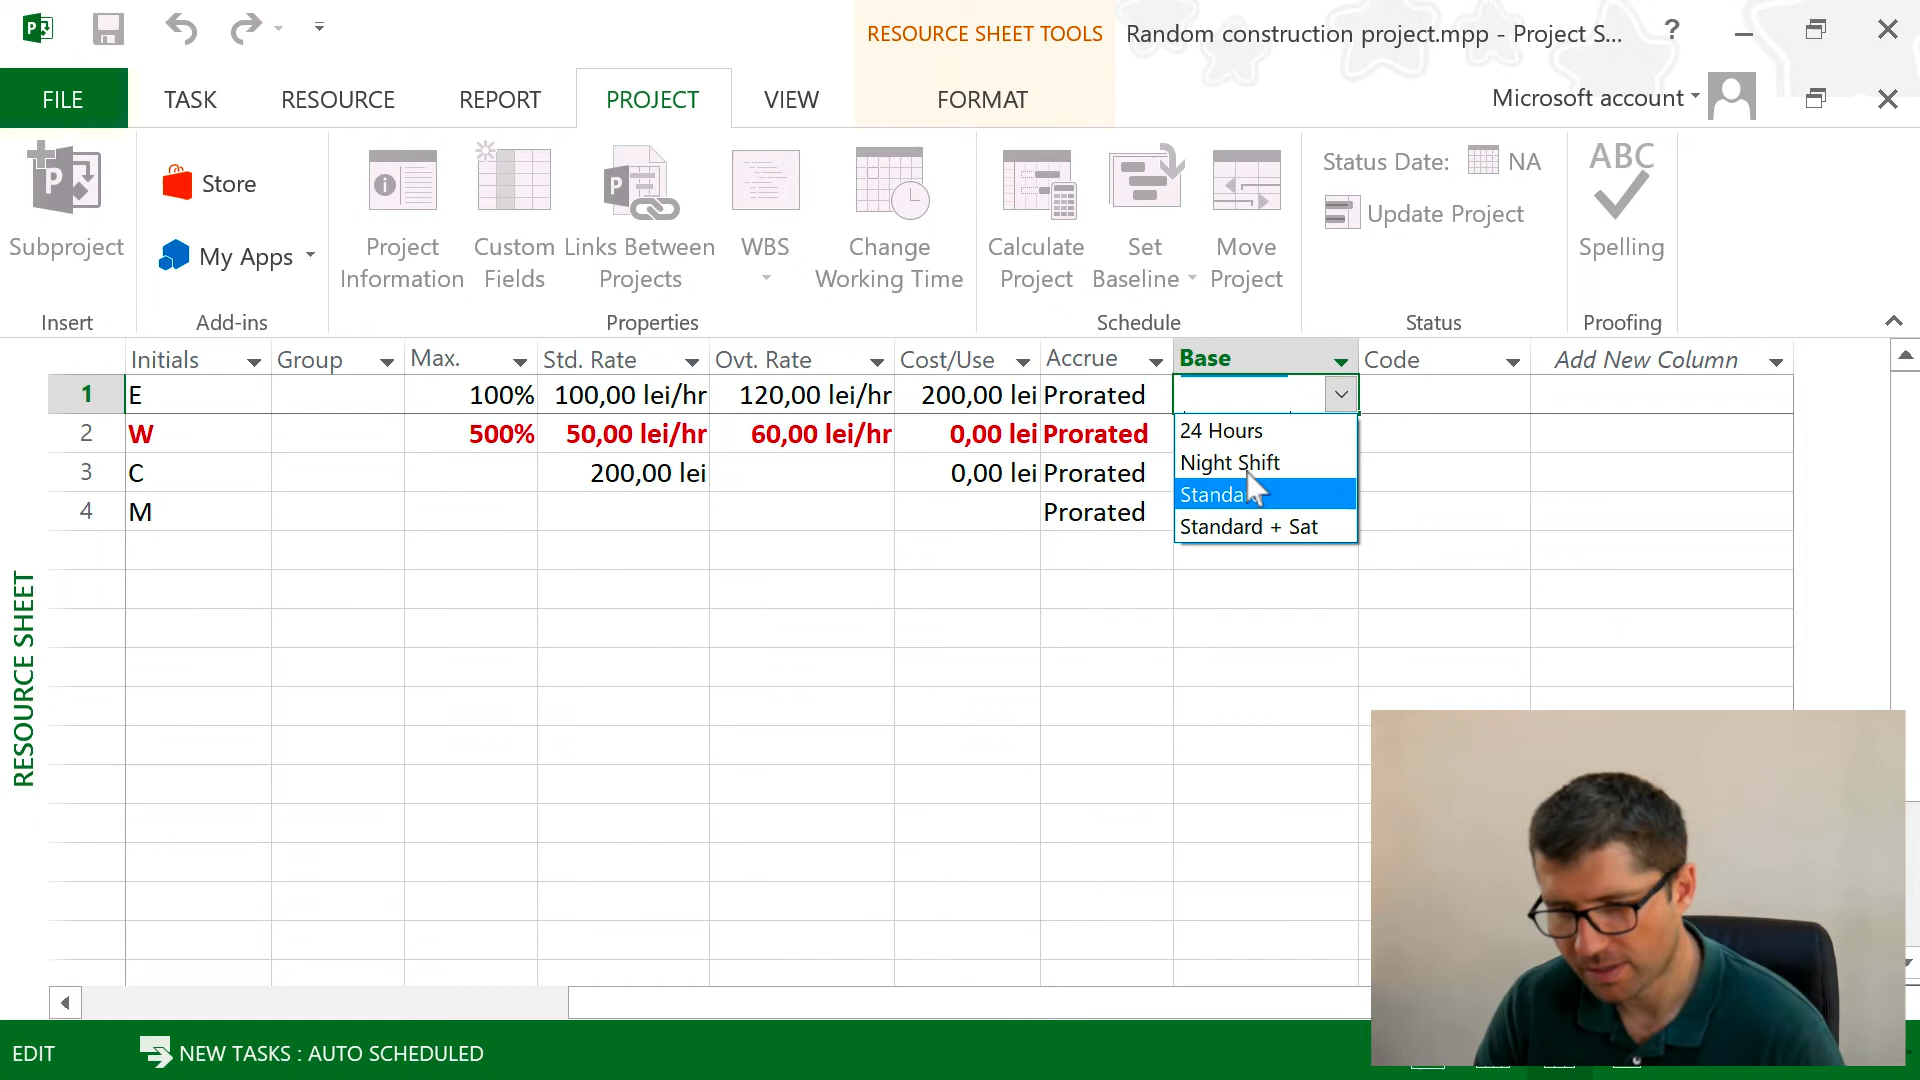 RESOURCE SHEET TOOLS
Random construction project.mpp - Project S...
?
FILE
TASK
RESOURCE
REPORT
PROJECT
VIEW
FORMAT
Microsoft account
Subproject
Store
My Apps
Project
Information
Custom
Fields
Links Between
Projects
WBS
Change
Working Time
Calculate
Project
Set
Baseline
Move
Project
Status Date: NA
Update Project
ABC
Spelling
Insert
Add-ins
Properties
Schedule
Status
Proofing
Initials Group Max. Std. Rate Ovt. Rate Cost/Use Accrue Base Code Add New Column
1 E 100% 100,00 lei/hr 120,00 lei/hr 200,00 lei Prorated
2 W 500% 50,00 lei/hr 60,00 lei/hr 0,00 lei Prorated
3 C 200,00 lei 0,00 lei Prorated
4 M Prorated
24 Hours
Night Shift
Standa
Standard + Sat
RESOURCE SHEET
EDIT
NEW TASKS : AUTO SCHEDULED